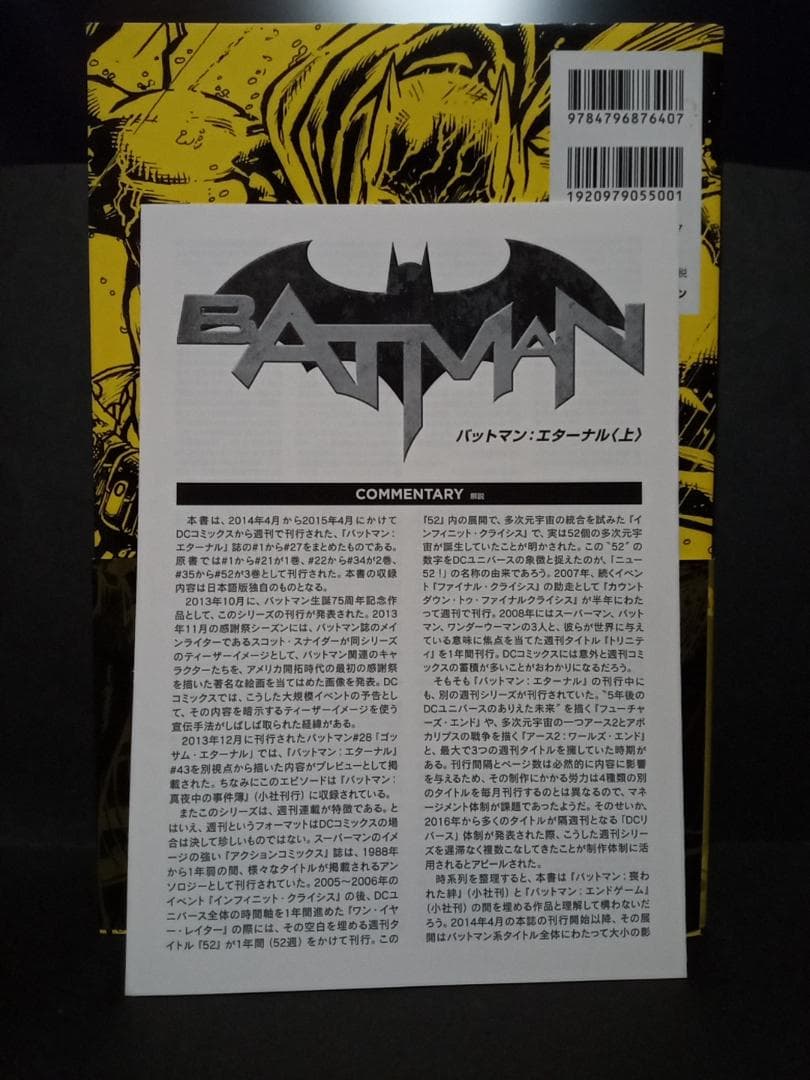 9784796876407
1920979055001
7
説
ン
BATMAN
バットマン：エターナル〈上〉
COMMENTARY 解説
本書は、2014年4月から2015年4月にかけて
DCコミックスから週刊で刊行された、『バットマン：
エターナル』誌の#1から#27をまとめたものである。
原書では#1から#21が1巻、#22から#34が2巻、
#35から#52が3巻として刊行された。本書の収録
内容は日本語版独自のものとなる。
2013年10月に、バットマン生誕75周年記念作
品として、このシリーズの刊行が発表された。2013
年11月の感謝祭シーズンには、バットマン誌のメイ
ンライターであるスコット・スナイダーが同シリーズ
のティーザーイメージとして、バットマン関連のキャ
ラクターたちを、アメリカ開拓時代の最初の感謝祭
を描いた著名な絵画を当てはめた画像を発表。DC
コミックスでは、こうした大規模イベントの予告とし
て、その内容を暗示するティーザーイメージを使う
宣伝手法がしばしば取られた経緯がある。
2013年12月に刊行されたバットマン#28「ゴッ
サム・エターナル」では、『バットマン：エターナル』
#43を別視点から描いた内容がプレビューとして掲
載された。ちなみにこのエピソードは『バットマン：
真夜中の事件簿』（小社刊行）に収録されている。
またこのシリーズは、週刊連載が特徴である。と
はいえ、週刊というフォーマットはDCコミックスの場
合は決して珍しいものではない。スーパーマンのイメ
ージの強い『アクションコミックス』誌は、1988年
から1年弱の間、様々なタイトルが掲載されるアン
ソロジーとして刊行されていた。2005～2006年の
イベント『インフィニット・クライシス』の後、DCユ
ニバース全体の時間軸を1年間進めた『ワン・イヤ
ー・レイター』の際には、その空白を埋める週刊タ
イトル『52』が1年間（52週）をかけて刊行。この
『52』内の展開で、多次元宇宙の統合を試みた『イ
ンフィニット・クライシス』で、実は52個の多次元宇
宙が誕生していたことが明かされた。この“52”の
数字をDCユニバースの象徴と捉えたのが、「ニュー
52！」の名称の由来であろう。2007年、続くイベン
ト『ファイナル・クライシス』の助走として『カウント
ダウン・トゥ・ファイナルクライシス』が半年にわた
って週刊で刊行。2008年にはスーパーマン、バット
マン、ワンダーウーマンの3人と、彼らが世界に与え
ている意味に焦点を当てた週刊タイトル『トリニテ
ィ』を1年間刊行。DCコミックスには意外と週刊コミ
ックスの蓄積が多いことがおわかりになるだろう。
そもそも『バットマン：エターナル』の刊行中に
も、別の週刊シリーズが刊行されていた。“5年後の
DCユニバースのありえた未来”を描く『フューチャ
ーズ・エンド』や、多次元宇宙の一つアース2とアポ
カリプスの戦争を描く『アース2：ワールズ・エンド』
と、最大で3つの週刊タイトルを擁していた時期が
ある。刊行間隔とページ数は必然的に内容に影響
を与えるため、その制作にかかる労力は4種類の別
のタイトルを毎月刊行するのとは異なるので、マネ
ージメント体制が課題であったようだ。そのせいか、
2016年から多くのタイトルが隔週刊となる「DCリ
バース」体制が発表された際、こうした週刊シリー
ズを遅滞なく複数こなしてきたことが制作体制に活
用されるとアピールされた。
時系列を整理すると、本書は『バットマン：喪わ
れた絆』（小社刊）と『バットマン：エンドゲーム』
（小社刊）の間を埋める作品と理解して構わないだ
ろう。2014年4月の本誌の刊行開始以降、その展
開はバットマン系タイトル全体にわたって大小の影